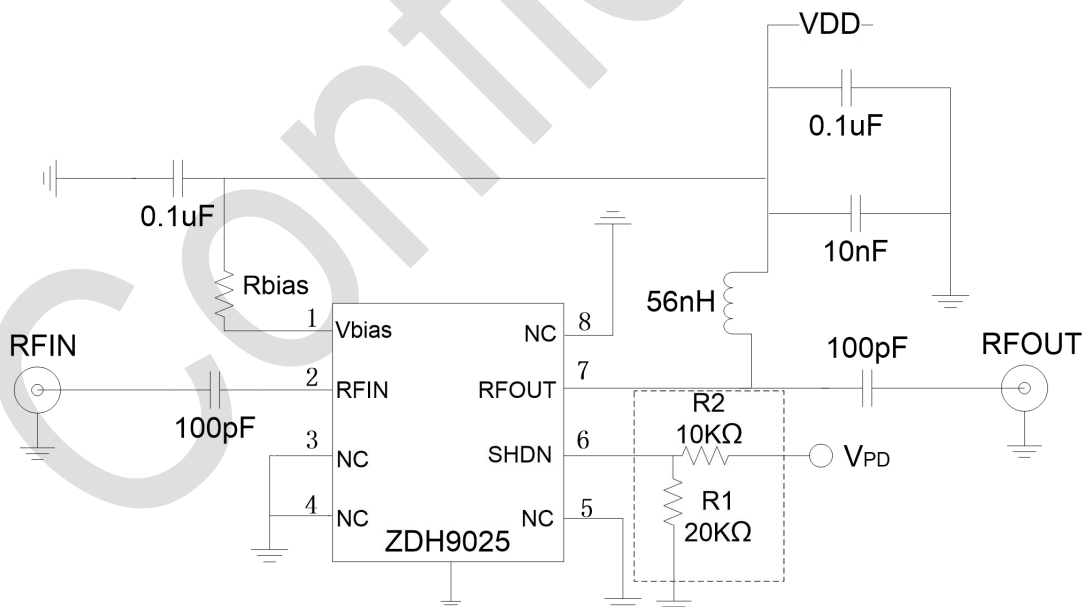 Confi
VDD
0.1uF
0.1uF
10nF
Rbias
56nH
1
Vbias
NC
8
RFIN
100pF
RFOUT
2
RFIN
RFOUT
7
100pF
R2
10KΩ
3
NC
SHDN
6
VPD
R1
20KΩ
4
NC
NC
5
ZDH9025